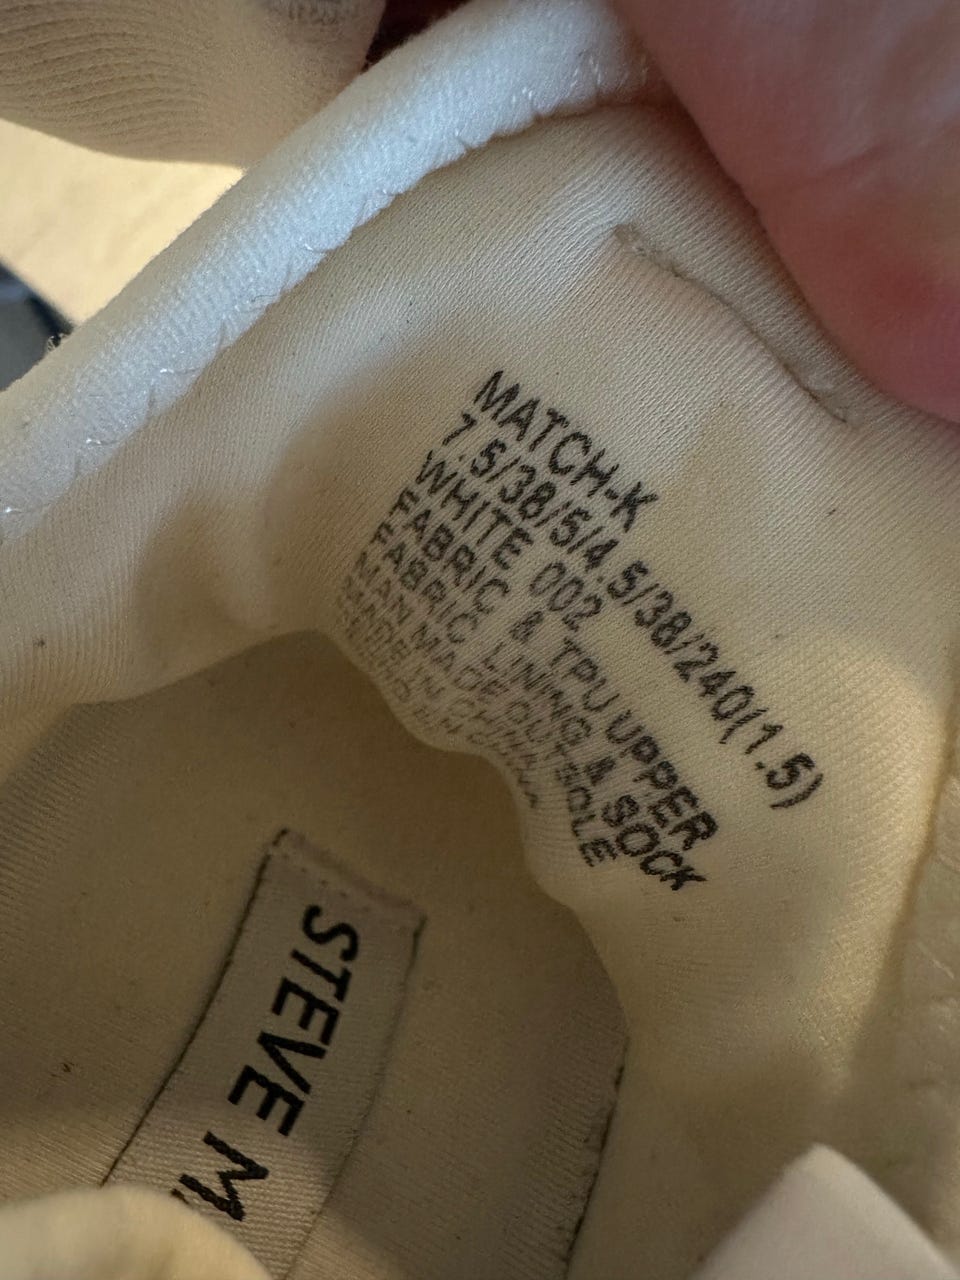 MATCH-K
7.5/38/5/4.5/38/240(1.5)
WHITE 002
FABRIC & TPU UPPER
FABRIC LINING & SOCK
MAN MADE OUTSOLE
MADE IN CHINA
STEVE M